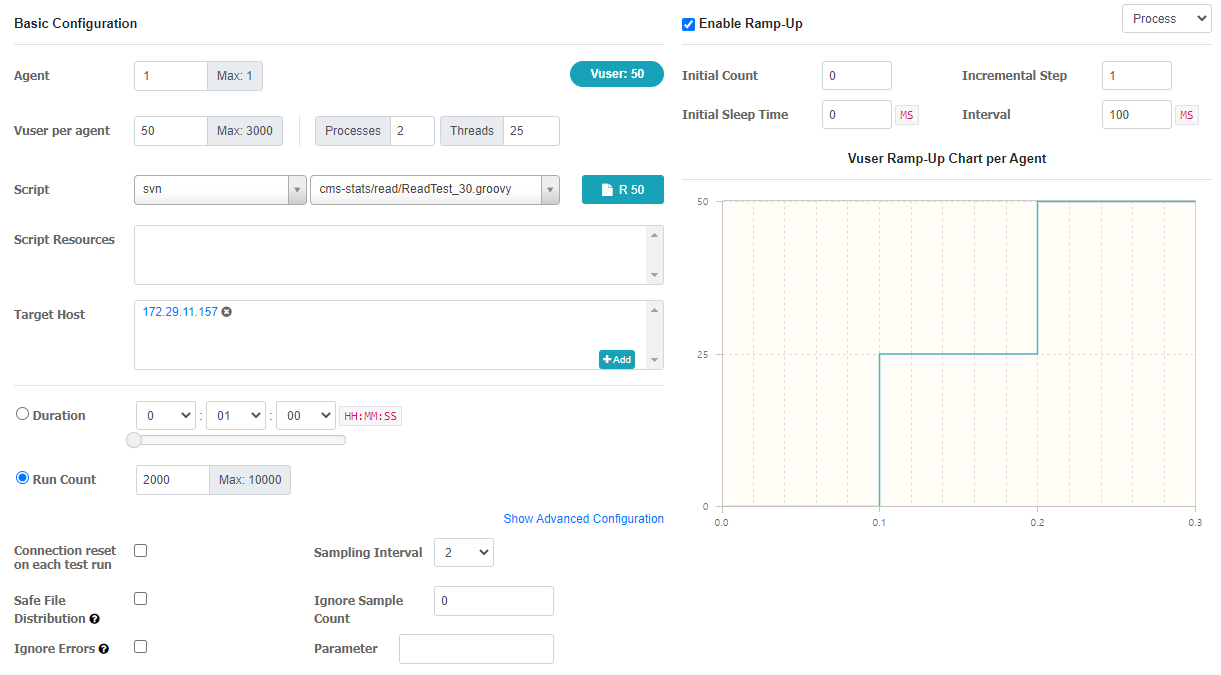 Basic Configuration
Agent
1
Max: 1
Vuser: 50
Vuser per agent
50
Max: 3000
Processes
2
Threads
25
Script
svn
cms-stats/read/ReadTest_30.groovy
R 50
Script Resources
Target Host
172.29.11.157
Add
Duration
0
:
01
:
00
HH:MM:SS
Run Count
2000
Max: 10000
Show Advanced Configuration
Connection reset
on each test run
Sampling Interval
2
Safe File
Distribution
Ignore Sample
Count
0
Ignore Errors
Parameter
Enable Ramp-Up
Process
Initial Count
0
Incremental Step
1
Initial Sleep Time
0
MS
Interval
100
MS
Vuser Ramp-Up Chart per Agent
50
25
0
0.0
0.1
0.2
0.3